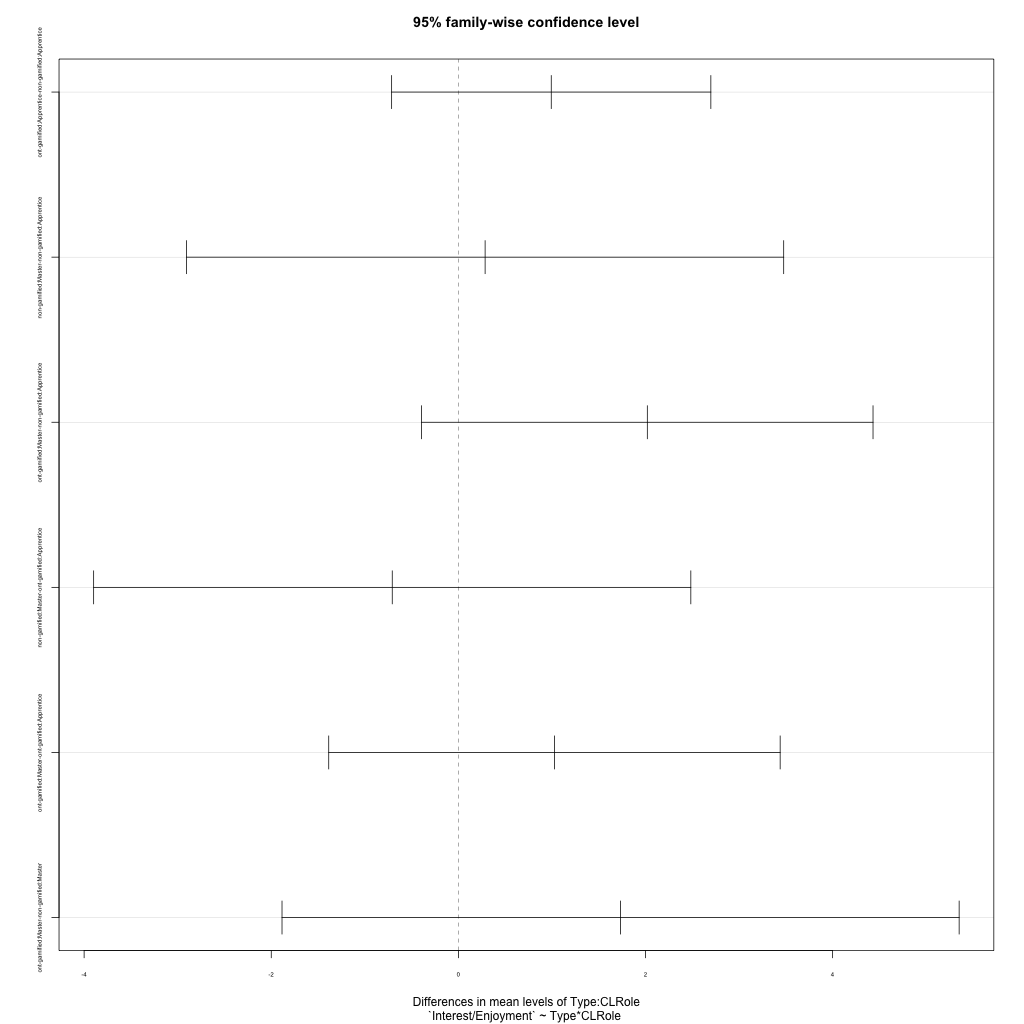 95% family-wise confidence level
ont-gamified:Apprentice-non-gamified:Apprentice
non-gamified:Master-non-gamified:Apprentice
ont-gamified:Master-non-gamified:Apprentice
non-gamified:Master-ont-gamified:Apprentice
ont-gamified:Master-ont-gamified:Apprentice
ont-gamified:Master-non-gamified:Master
-4 -2 0 2 4
Differences in mean levels of Type:CLRole
`Interest/Enjoyment` ~ Type*CLRole